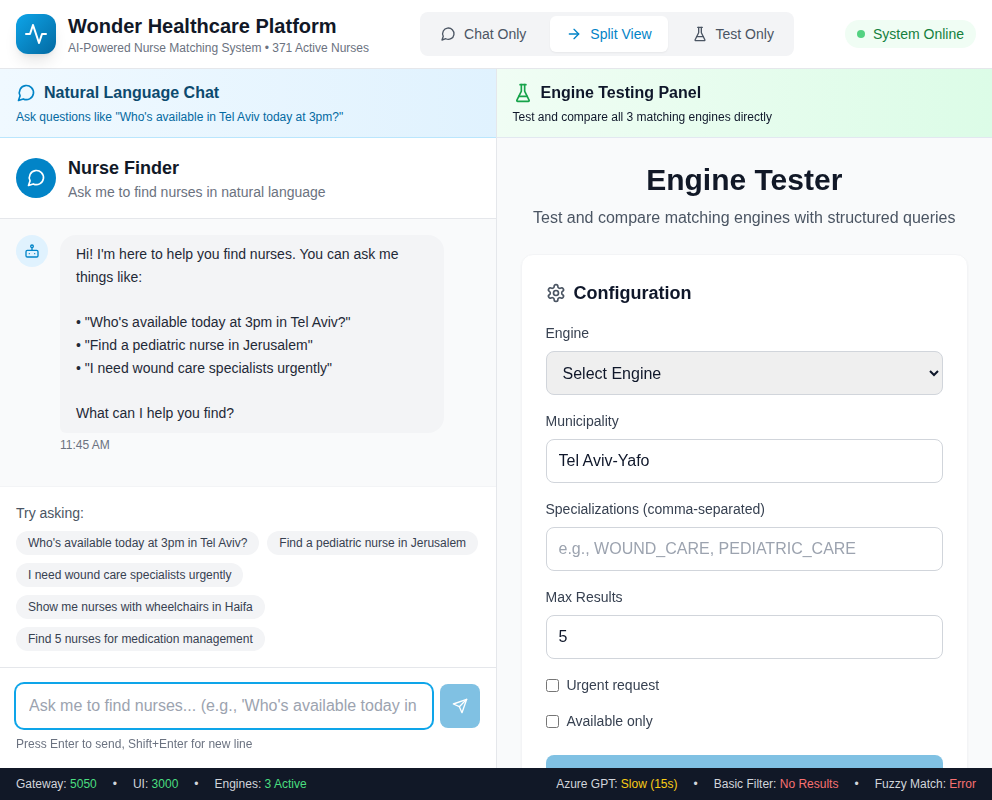 Wonder Healthcare Platform
AI-Powered Nurse Matching System • 371 Active Nurses
Chat Only
Split View
Test Only
System Online
Natural Language Chat
Ask questions like "Who's available in Tel Aviv today at 3pm?"
Engine Testing Panel
Test and compare all 3 matching engines directly
Nurse Finder
Ask me to find nurses in natural language
Hi! I'm here to help you find nurses. You can ask me
things like:
• "Who's available today at 3pm in Tel Aviv?"
• "Find a pediatric nurse in Jerusalem"
• "I need wound care specialists urgently"
What can I help you find?
11:45 AM
Try asking:
Who's available today at 3pm in Tel Aviv?
Find a pediatric nurse in Jerusalem
I need wound care specialists urgently
Show me nurses with wheelchairs in Haifa
Find 5 nurses for medication management
Ask me to find nurses... (e.g., 'Who's available today in
Press Enter to send, Shift+Enter for new line
Engine Tester
Test and compare matching engines with structured queries
Configuration
Engine
Select Engine
Municipality
Tel Aviv-Yafo
Specializations (comma-separated)
e.g., WOUND_CARE, PEDIATRIC_CARE
Max Results
5
Urgent request
Available only
Gateway: 5050 • UI: 3000 • Engines: 3 Active
Azure GPT: Slow (15s) • Basic Filter: No Results • Fuzzy Match: Error